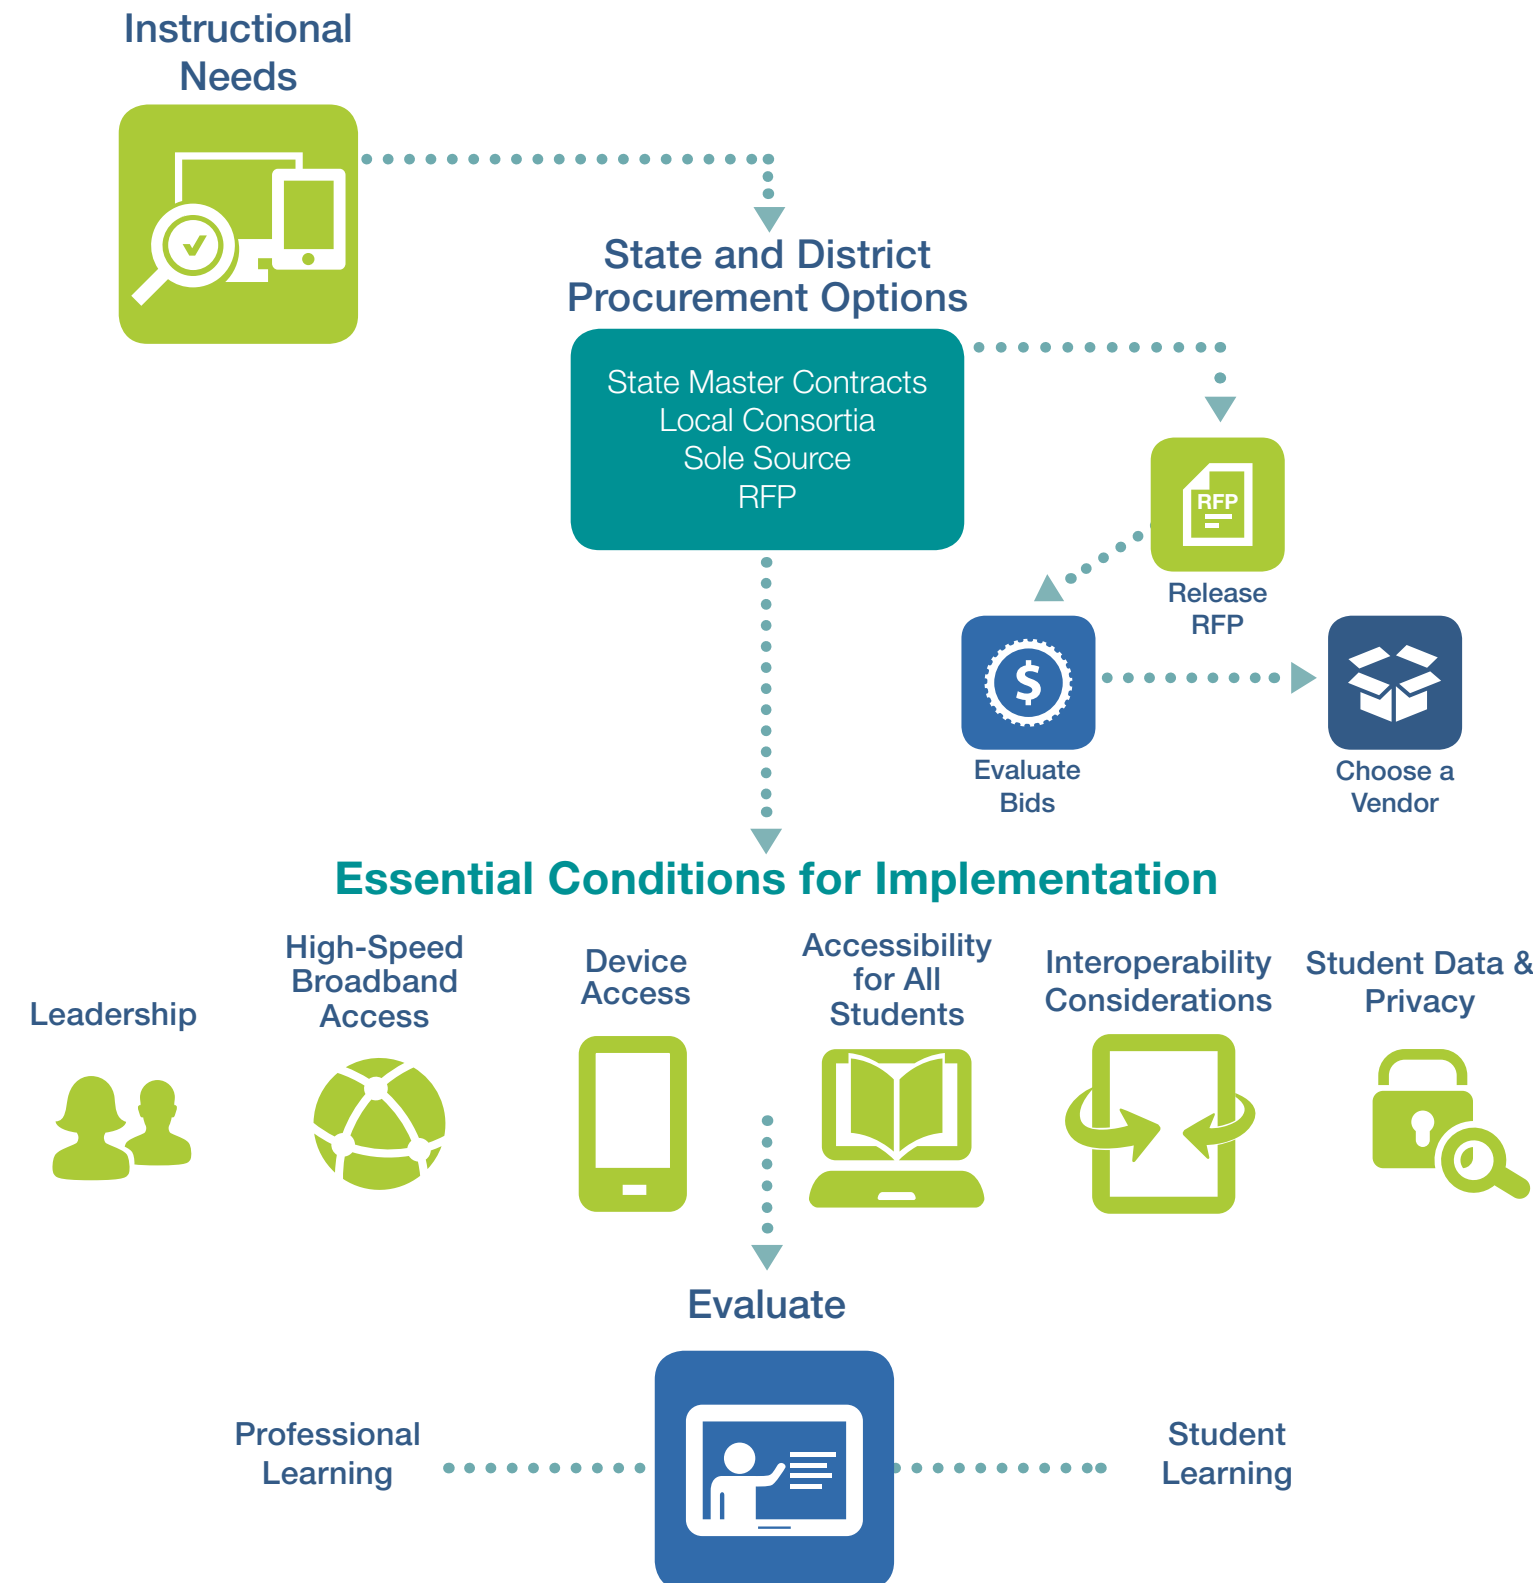 Instructional
Needs
State and District
Procurement Options
State Master Contracts
Local Consortia
Sole Source
RFP
RFP
Release
RFP
Evaluate
Bids
Choose a
Vendor
Essential Conditions for Implementation
Leadership
High-Speed
Broadband
Access
Device
Access
Accessibility
for All
Students
Interoperability
Considerations
Student Data &
Privacy
Evaluate
Professional
Learning
Student
Learning